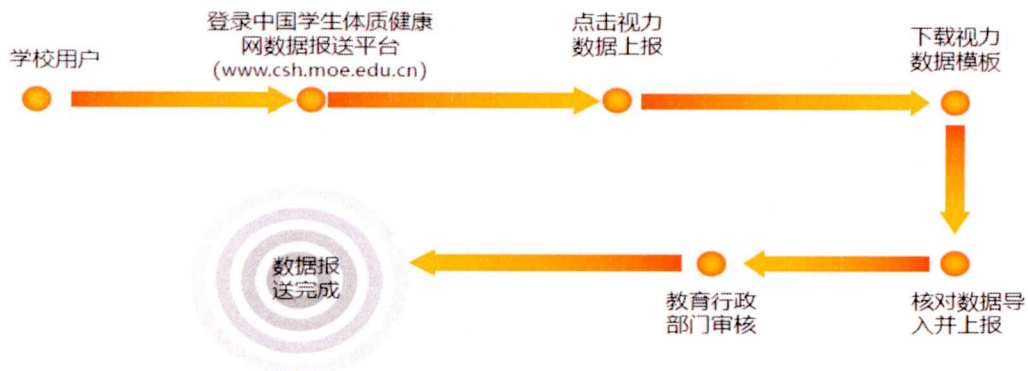 学校用户
登录中国学生体质健康
网数据报送平台
(www.csh.moe.edu.cn)
点击视力
数据上报
下载视力
数据模板
核对数据导
入并上报
教育行政
部门审核
数据报
送完成